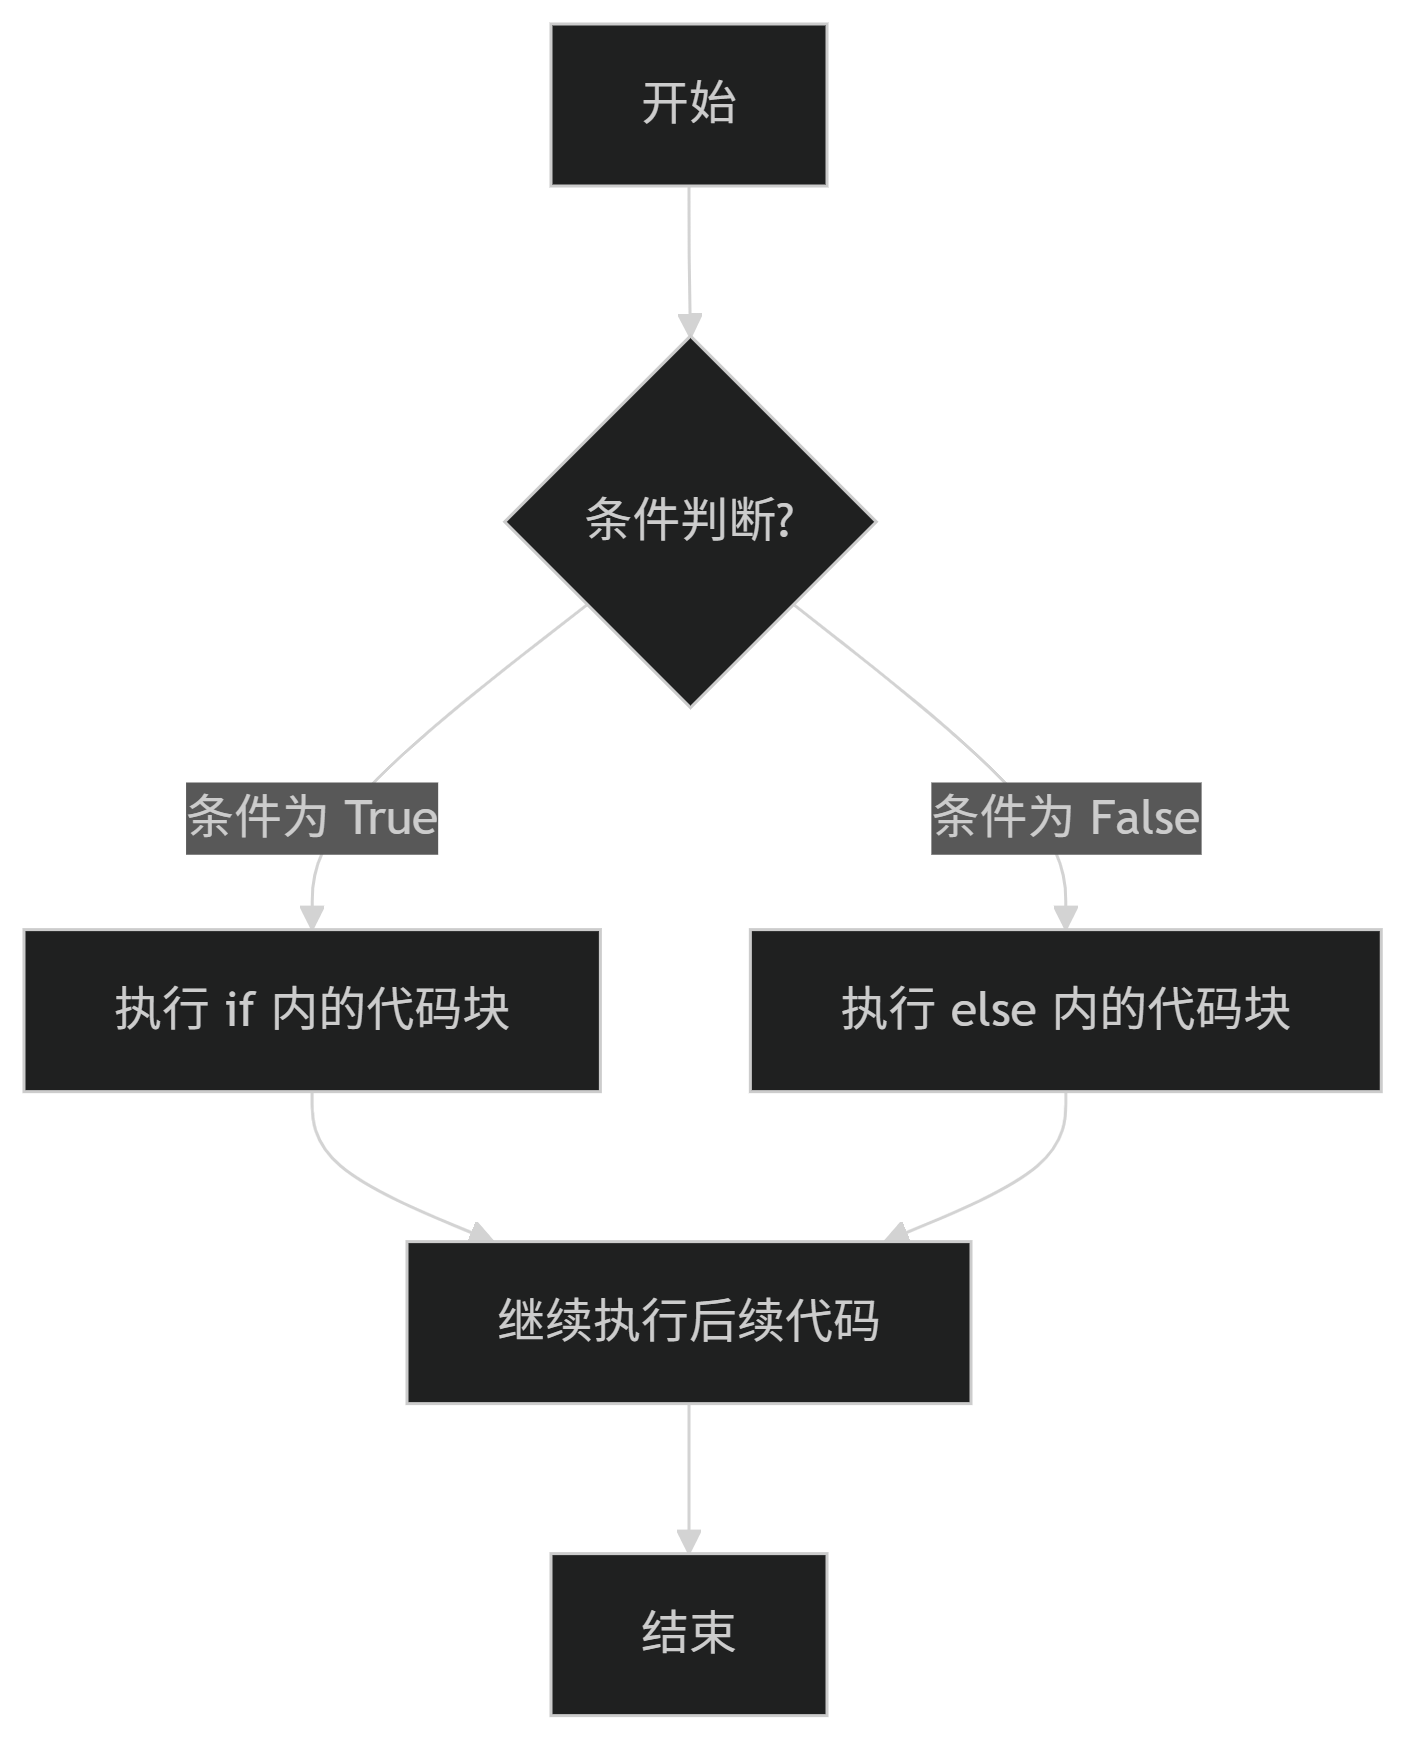 开始
条件判断?
条件为 True
条件为 False
执行 if 内的代码块
执行 else 内的代码块
继续执行后续代码
结束